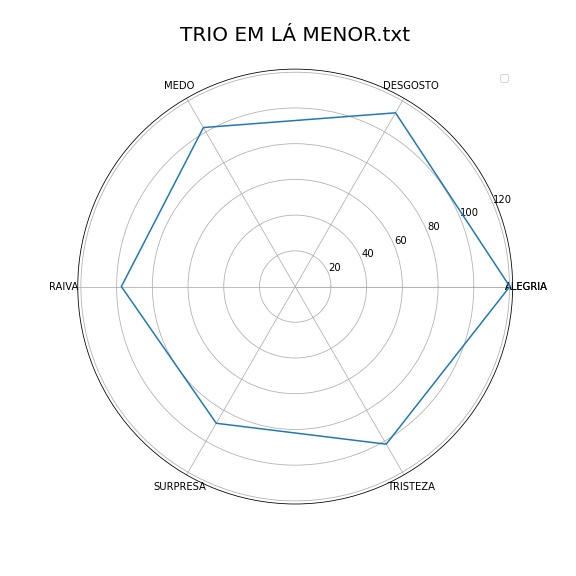 TRIO EM LÁ MENOR.txt
MEDO
DESGOSTO
120
100
80
60
40
20
RAIVA
ALEGRIA
SURPRESA
TRISTEZA